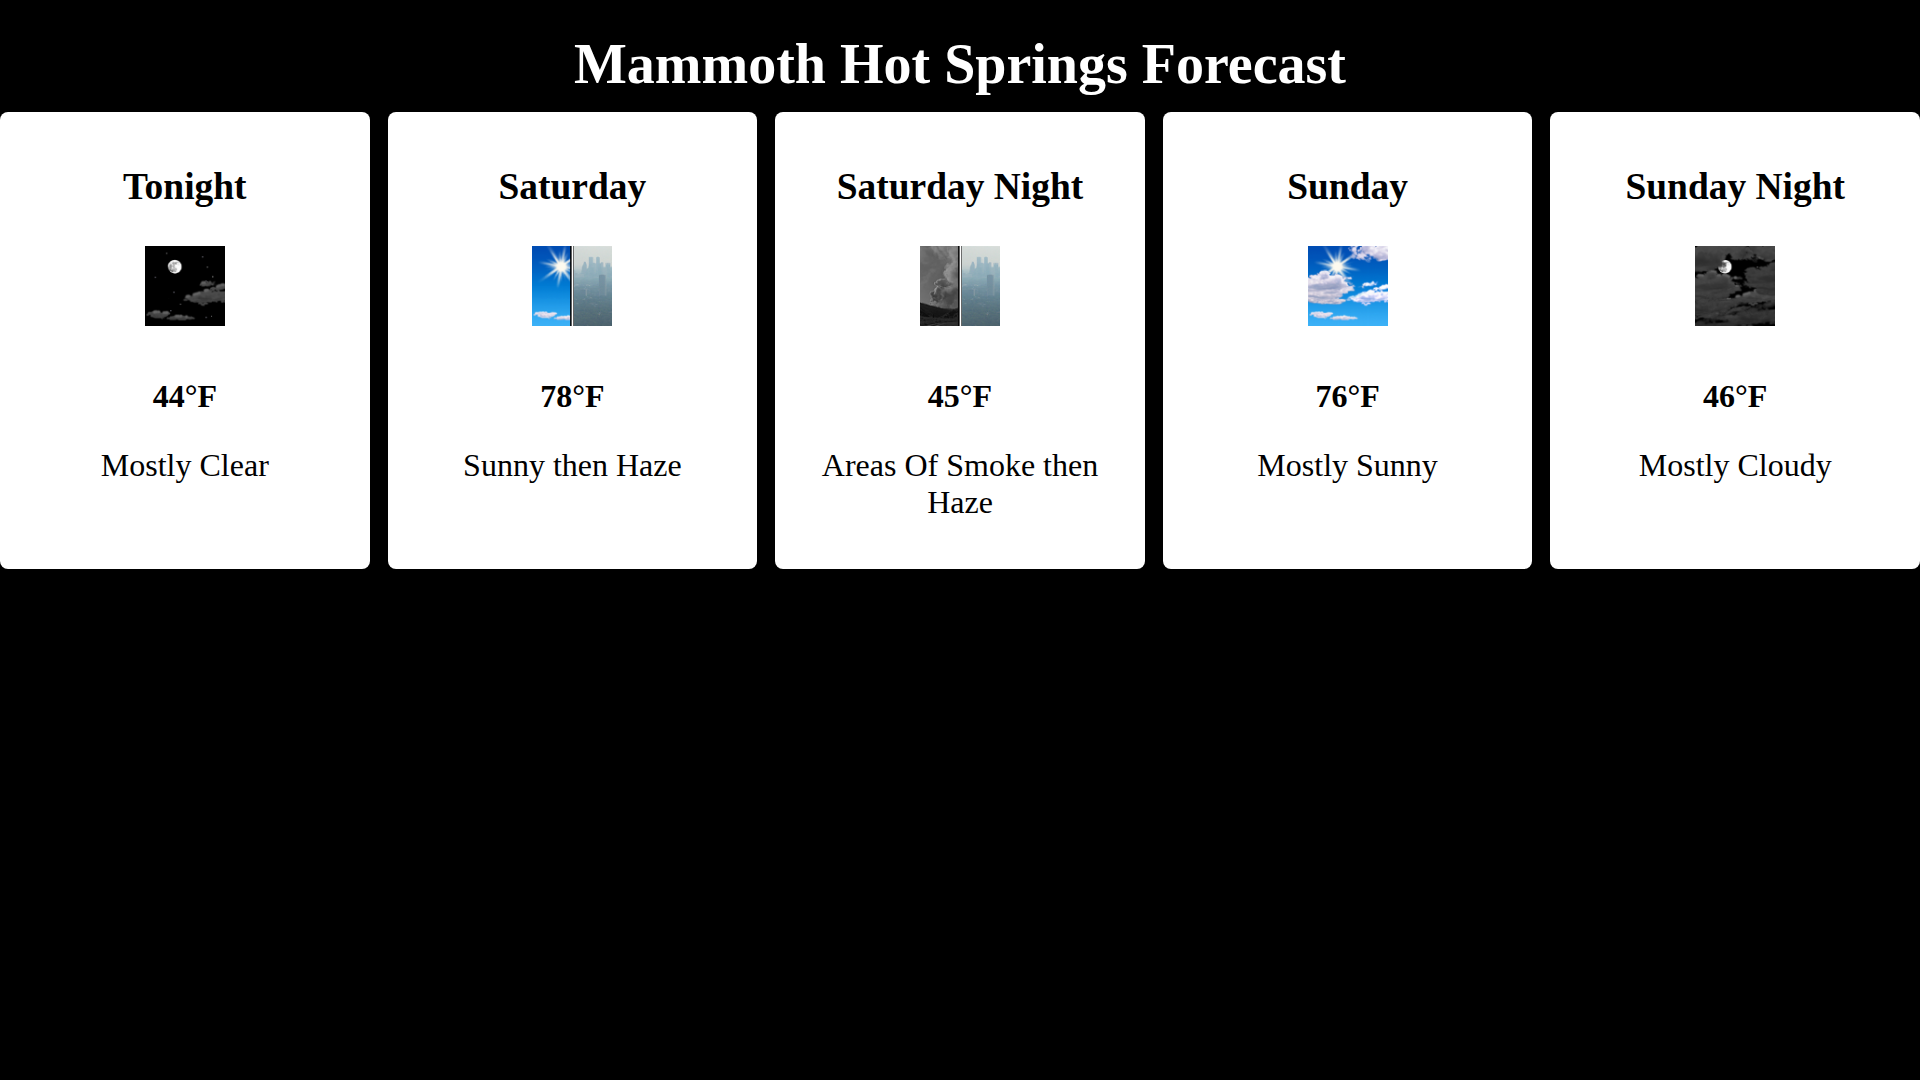 Mammoth Hot Springs Forecast
Tonight
44°F
Mostly Clear
Saturday
78°F
Sunny then Haze
Saturday Night
45°F
Areas Of Smoke then
Haze
Sunday
76°F
Mostly Sunny
Sunday Night
46°F
Mostly Cloudy